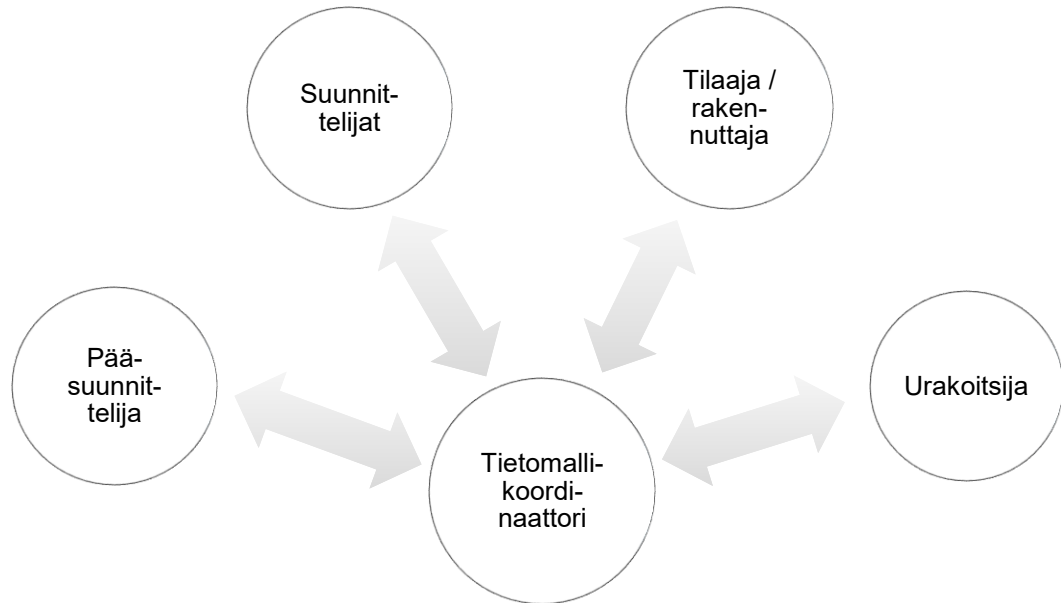 Suunnit-
telijat
Tilaaja /
raken-
nuttaja
Pää-
suunnit-
telija
Urakoitsija
Tietomalli-
koordi-
naattori